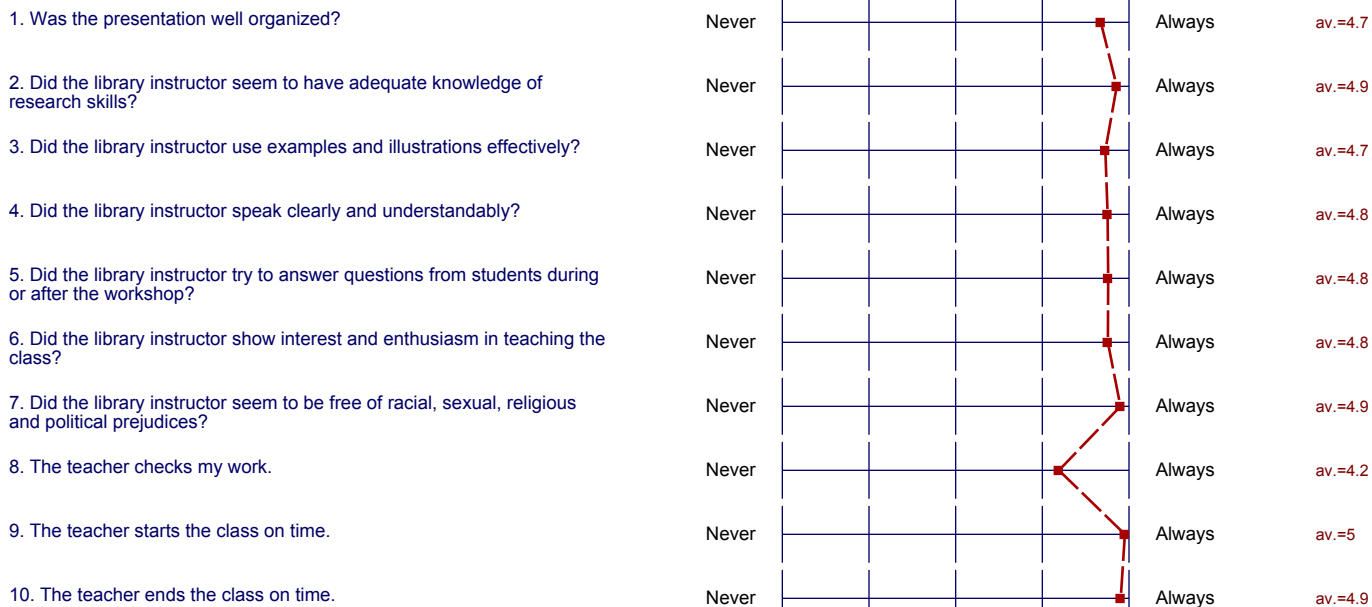 1. Was the presentation well organized? Never Always av.=4.7
2. Did the library instructor seem to have adequate knowledge of
research skills? Never Always av.=4.9
3. Did the library instructor use examples and illustrations effectively? Never Always av.=4.7
4. Did the library instructor speak clearly and understandably? Never Always av.=4.8
5. Did the library instructor try to answer questions from students during
or after the workshop? Never Always av.=4.8
6. Did the library instructor show interest and enthusiasm in teaching the
class? Never Always av.=4.8
7. Did the library instructor seem to be free of racial, sexual, religious
and political prejudices? Never Always av.=4.9
8. The teacher checks my work. Never Always av.=4.2
9. The teacher starts the class on time. Never Always av.=5
10. The teacher ends the class on time. Never Always av.=4.9